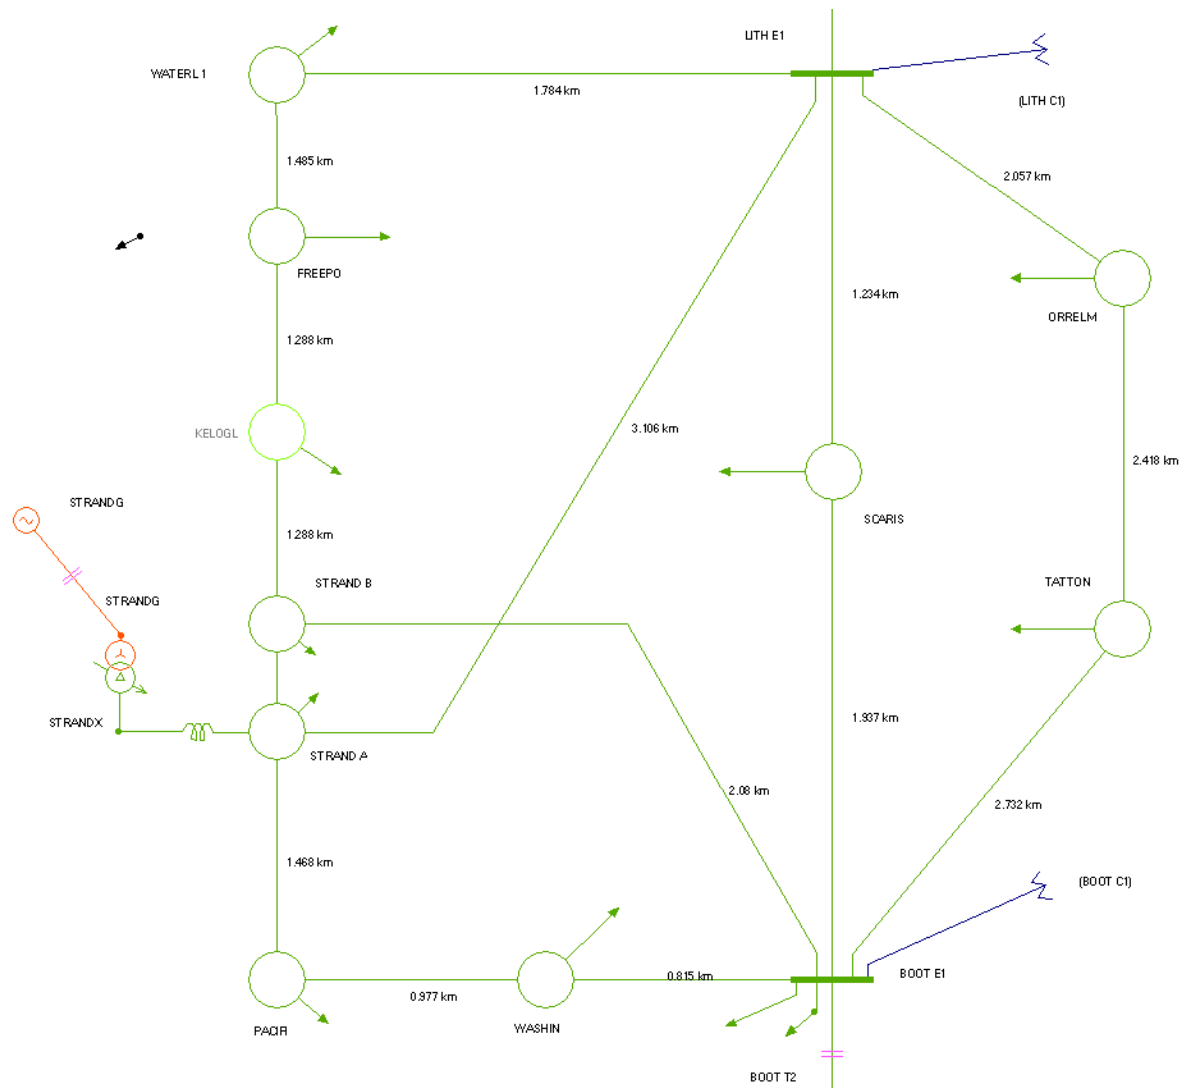 LITH E1
WATERL 1
1.784 km
(LITH C1)
1.485 km
2.057 km
FREEPO
1.234 km
ORRELM
1.288 km
3.106 km
KELOGL
2.418 km
STRANDG
SCARIS
1.288 km
STRAND B
TATTON
STRANDG
STRANDX
1.937 km
STRAND A
2.08 km
2.732 km
1.468 km
(BOOT C1)
BOOT E1
0.815 km
0.977 km
WASHIN
PACIFI
BOOT T2